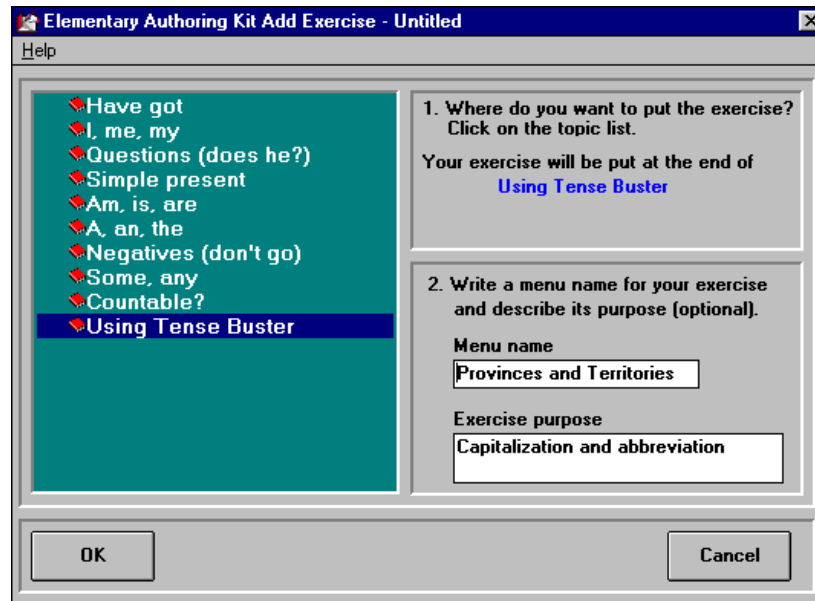 Elementary Authoring Kit Add Exercise - Untitled
Help
Have got
I, me, my
Questions (does he?)
Simple present
Am, is, are
A, an, the
Negatives (don't go)
Some, any
Countable?
Using Tense Buster
1. Where do you want to put the exercise?
Click on the topic list.
Your exercise will be put at the end of
Using Tense Buster
2. Write a menu name for your exercise
and describe its purpose (optional).
Menu name
Provinces and Territories
Exercise purpose
Capitalization and abbreviation
OK
Cancel